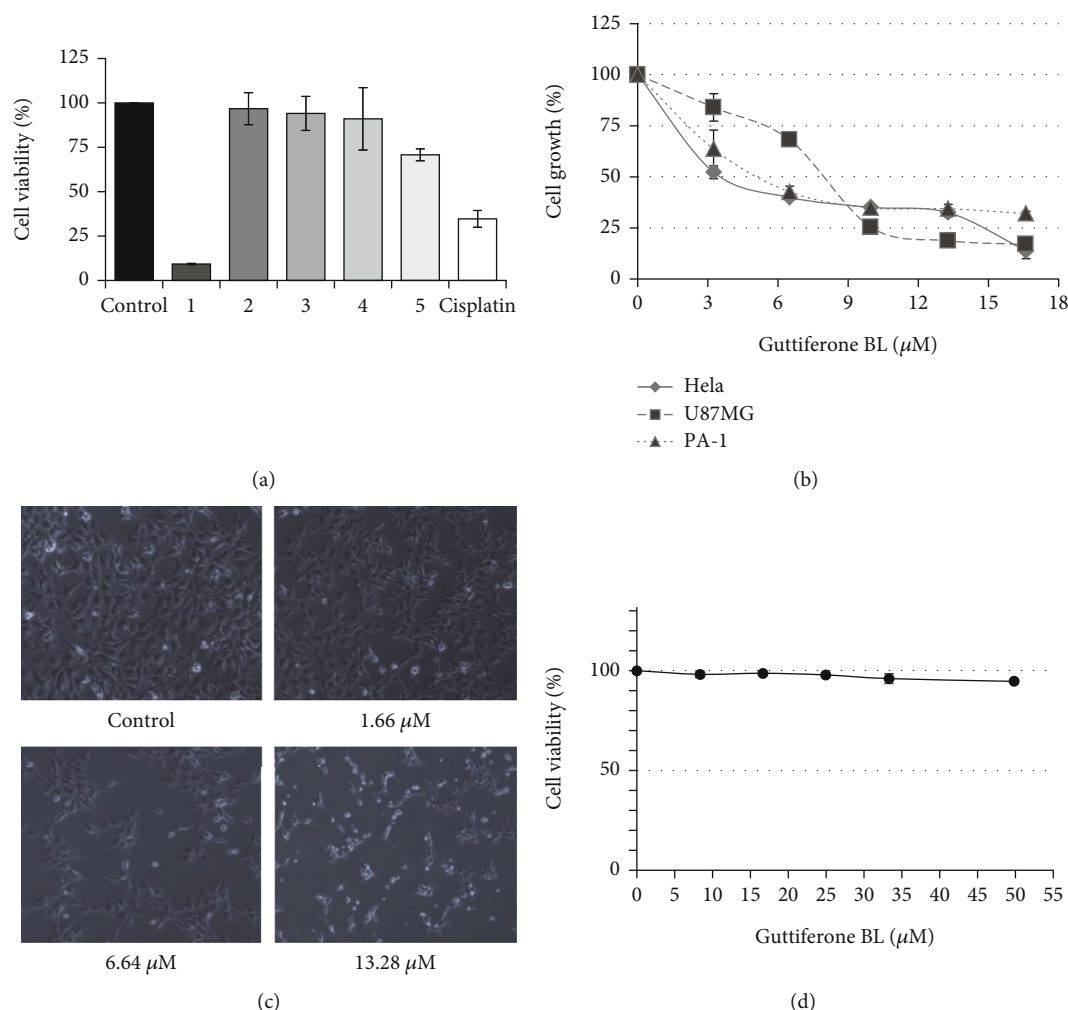 125
100
75
50
25
0
Cell viability (%)
Control 1 2 3 4 5 Cisplatin
(a)
125
100
75
50
25
0
Cell growth (%)
0 3 6 9 12 15 18
Guttiferone BL (μM)
Hela
U87MG
PA-1
(b)
Control
1.66 μM
6.64 μM
13.28 μM
(c)
100
50
0
Cell viability (%)
0 5 10 15 20 25 30 35 40 45 50 55
Guttiferone BL (μM)
(d)